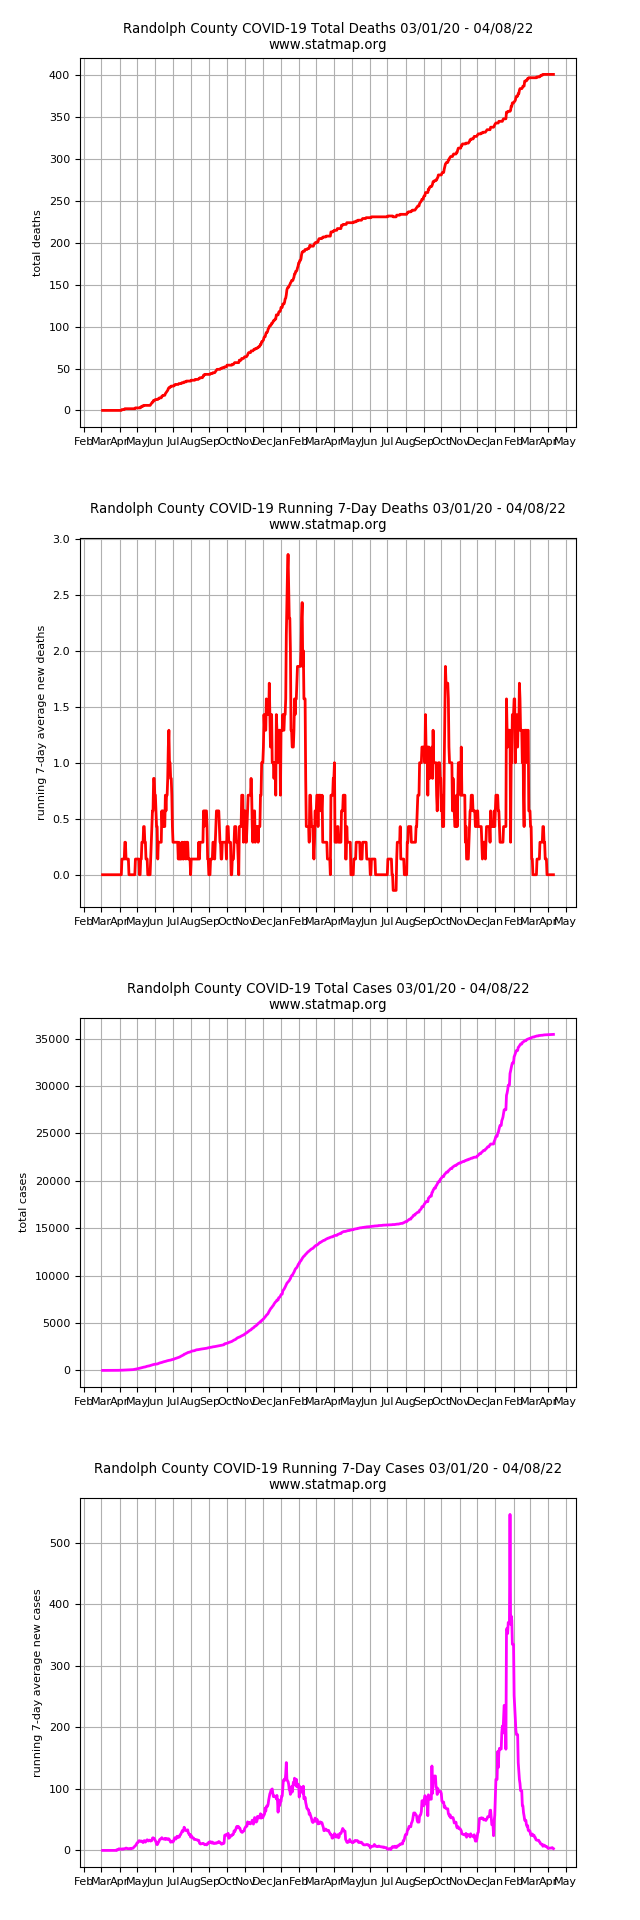 Randolph County COVID-19 Total Deaths 03/01/20 - 04/08/22
www.statmap.org
400
350
300
250
200
150
100
50
0
total deaths
Feb Mar Apr May Jun Jul Aug Sep Oct Nov Dec Jan Feb Mar Apr May Jun Jul Aug Sep Oct Nov Dec Jan Feb Mar Apr May
Randolph County COVID-19 Running 7-Day Deaths 03/01/20 - 04/08/22
www.statmap.org
3.0
2.5
2.0
1.5
1.0
0.5
0.0
running 7-day average new deaths
Feb Mar Apr May Jun Jul Aug Sep Oct Nov Dec Jan Feb Mar Apr May Jun Jul Aug Sep Oct Nov Dec Jan Feb Mar Apr May
Randolph County COVID-19 Total Cases 03/01/20 - 04/08/22
www.statmap.org
35000
30000
25000
20000
15000
10000
5000
0
total cases
Feb Mar Apr May Jun Jul Aug Sep Oct Nov Dec Jan Feb Mar Apr May Jun Jul Aug Sep Oct Nov Dec Jan Feb Mar Apr May
Randolph County COVID-19 Running 7-Day Cases 03/01/20 - 04/08/22
www.statmap.org
500
400
300
200
100
0
running 7-day average new cases
Feb Mar Apr May Jun Jul Aug Sep Oct Nov Dec Jan Feb Mar Apr May Jun Jul Aug Sep Oct Nov Dec Jan Feb Mar Apr May